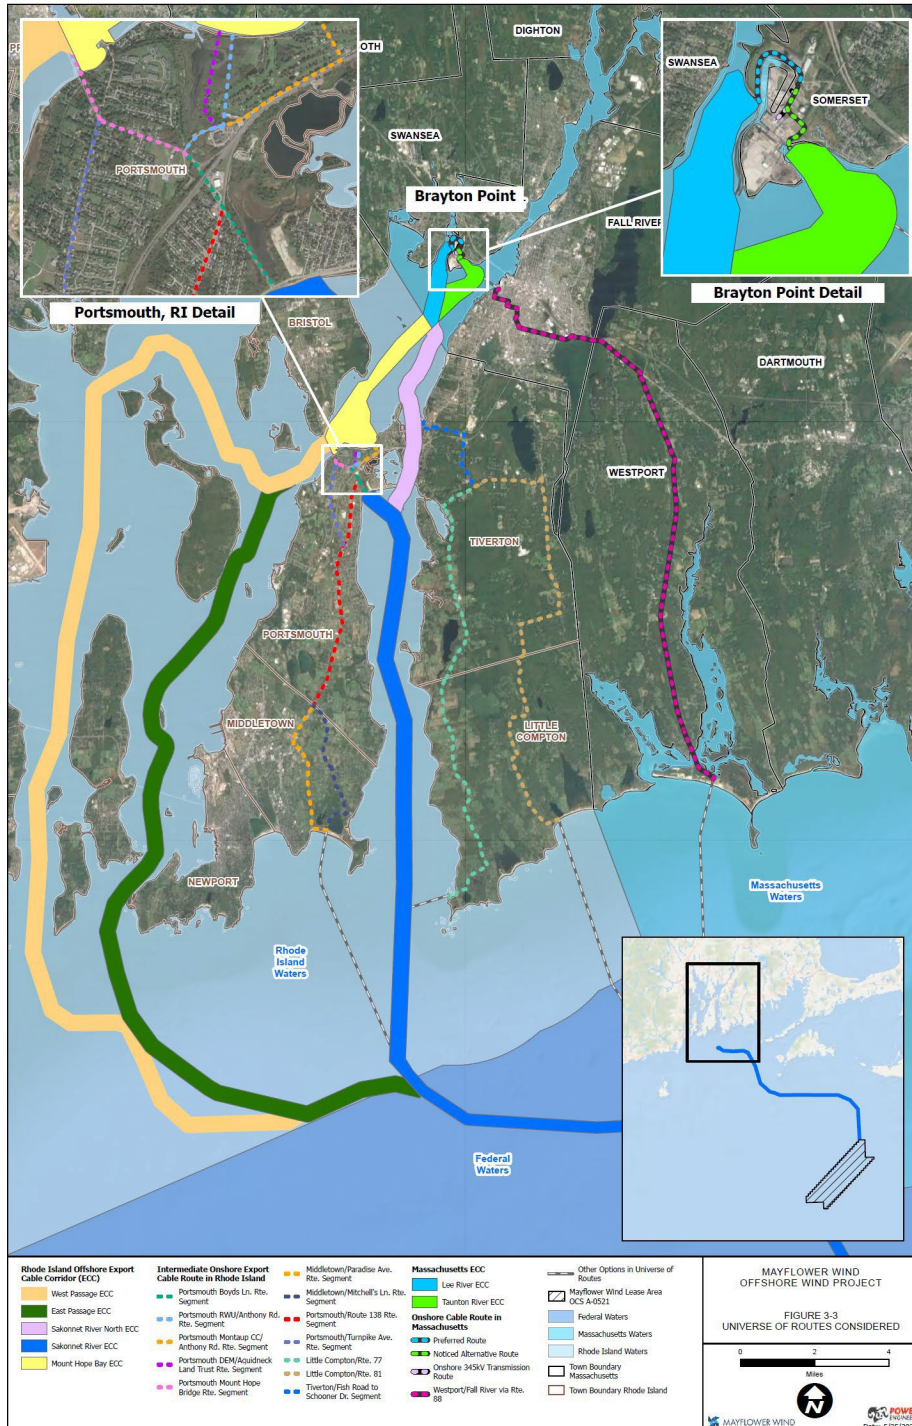 DIGHTON
OTH
SWANSEA
SOMERSET
SWANSEA
PORTSMOUTH
Brayton Point
FALL RIVER
Brayton Point Detail
Portsmouth, RI Detail
BRISTOL
DARTMOUTH
WESTPORT
TIVERTON
PORTSMOUTH
MIDDLETOWN
LITTLE
COMPTON
NEWPORT
Massachusetts
Waters
Rhode
Island
Waters
Federal
Waters
Rhode Island Offshore Export
Cable Corridor (ECC)
West Passage ECC
East Passage ECC
Sakonnet River North ECC
Sakonnet River ECC
Mount Hope Bay ECC
Intermediate Onshore Export
Cable Route in Rhode Island
Portsmouth Boyds Ln. Rte.
Segment
Portsmouth RWU/Anthony Rd.
Rte. Segment
Portsmouth Montaup CC/
Anthony Rd. Rte. Segment
Portsmouth DEM/Aquidneck
Land Trust Rte. Segment
Portsmouth Mount Hope
Bridge Rte. Segment
Middletown/Paradise Ave.
Rte. Segment
Middletown/Mitchell's Ln. Rte.
Segment
Portsmouth/Route 138 Rte.
Segment
Portsmouth/Turnpike Ave.
Rte. Segment
Little Compton/Rte. 77
Little Compton/Rte. 81
Tiverton/Fish Road to
Schooner Dr. Segment
Massachusetts ECC
Lee River ECC
Taunton River ECC
Onshore Cable Route in
Massachusetts
Preferred Route
Noticed Alternative Route
Onshore 345kV Transmission
Route
Westport/Fall River via Rte.
88
Other Options in Universe of
Routes
Mayflower Wind Lease Area
OCS A-0521
Federal Waters
Massachusetts Waters
Rhode Island Waters
Town Boundary
Massachusetts
Town Boundary Rhode Island
MAYFLOWER WIND
OFFSHORE WIND PROJECT
FIGURE 3-3
UNIVERSE OF ROUTES CONSIDERED
0 2 4
Miles
N
MAYFLOWER WIND
POWER
ENGINEE